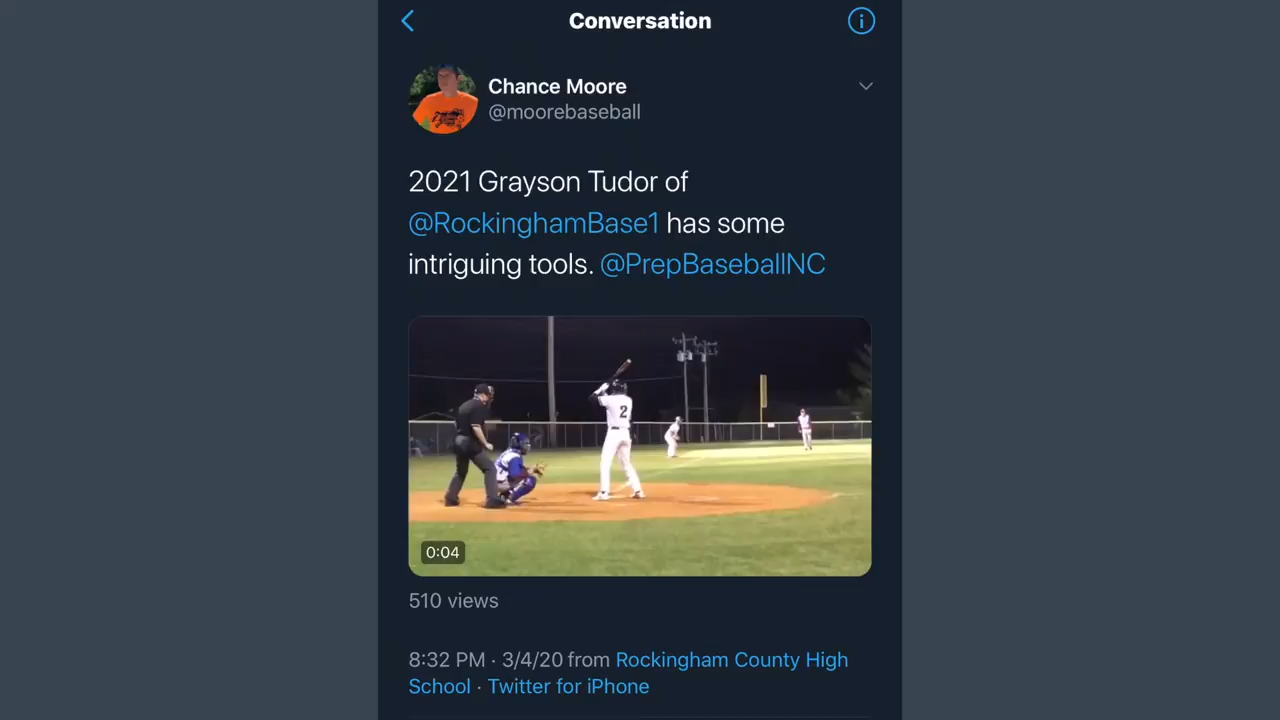 Conversation
Chance Moore
@moorebaseball
2021 Grayson Tudor of
@RockinghamBase1 has some
intriguing tools. @PrepBaseballNC
2
0:04
510 views
8:32 PM · 3/4/20 from Rockingham County High
School · Twitter for iPhone